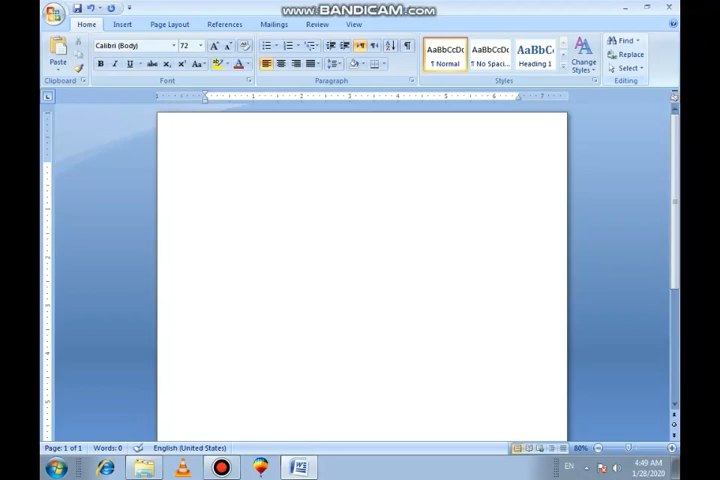 www.BANDICAM.com
Home Insert Page Layout References Mailings Review View
Calibri (Body) 72
AaBbCcDc AaBbCcDc AaBbCc
Paste
¶ Normal ¶ No Spaci... Heading 1
Change Styles
Find
Replace
Select
Clipboard Font Paragraph Styles Editing
Page: 1 of 1 Words: 0 English (United States) 80%
EN 4:49 AM
1/28/2020